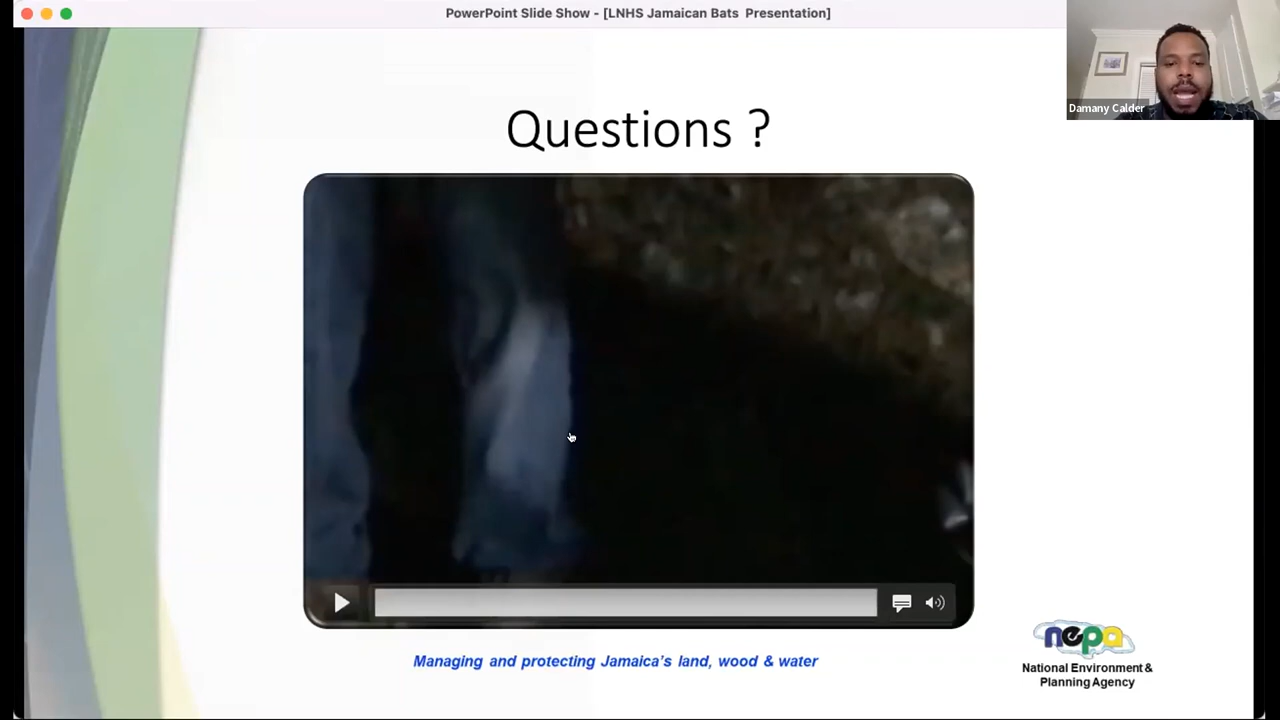 PowerPoint Slide Show - [LNHS Jamaican Bats  Presentation]
Damany Calder
Questions ?
Managing and protecting Jamaica's land, wood & water
nepa
National Environment &
Planning Agency